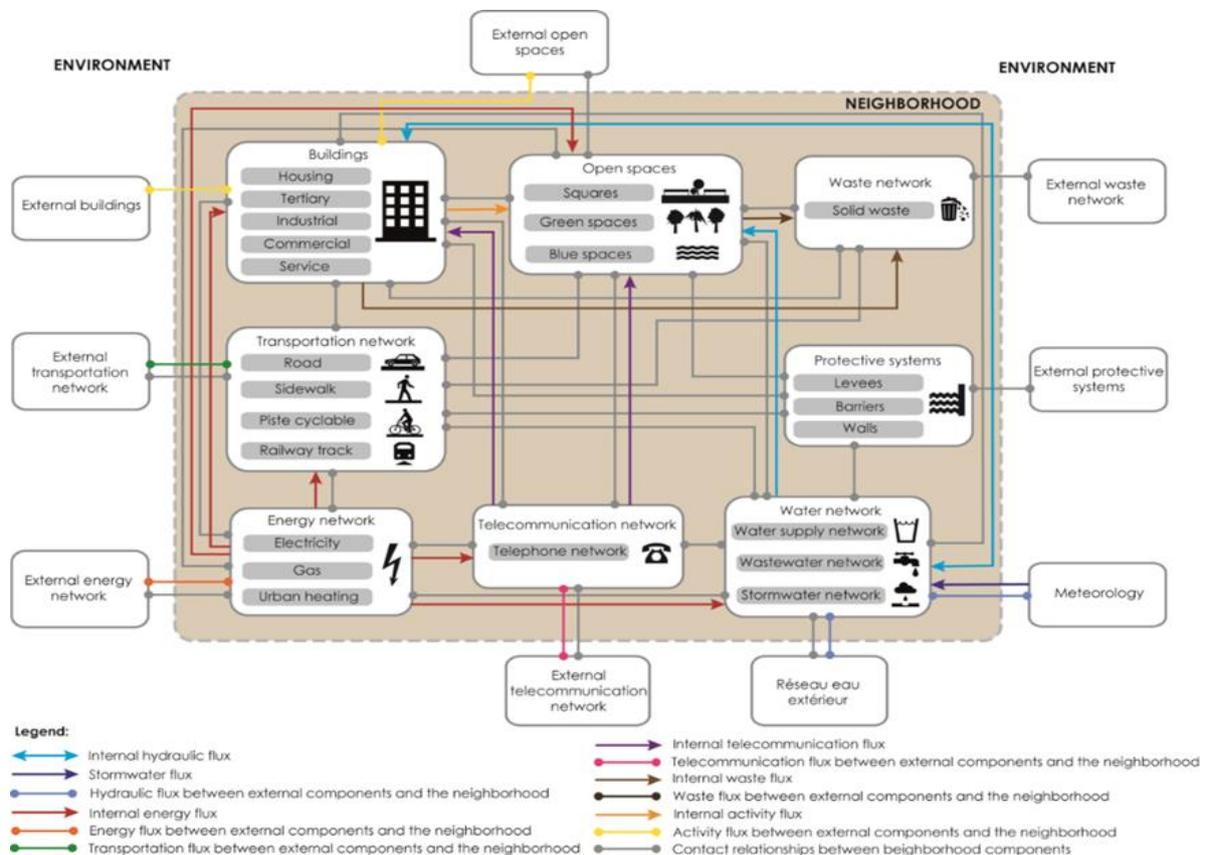 External open
spaces
ENVIRONMENT
ENVIRONMENT
NEIGHBORHOOD
Buildings
Housing
Tertiary
Industrial
Commercial
Service
Open spaces
Squares
Green spaces
Blue spaces
Waste network
Solid waste
External waste
network
External buildings
Transportation network
Road
Sidewalk
Piste cyclable
Railway track
External
transportation
network
Protective systems
Levees
Barriers
Walls
External protective
systems
Energy network
Electricity
Gas
Urban heating
External energy
network
Telecommunication network
Telephone network
Water network
Water supply network
Wastewater network
Stormwater network
Meteorology
External
telecommunication
network
Réseau eau
extérieur
Legend:
Internal hydraulic flux
Stormwater flux
Hydraulic flux between external components and the neighborhood
Internal energy flux
Energy flux between external components and the neighborhood
Transportation flux between external components and the neighborhood
Internal telecommunication flux
Telecommunication flux between external components and the neighborhood
Internal waste flux
Waste flux between external components and the neighborhood
Internal activity flux
Activity flux between external components and the neighborhood
Contact relationships between beighborhood components